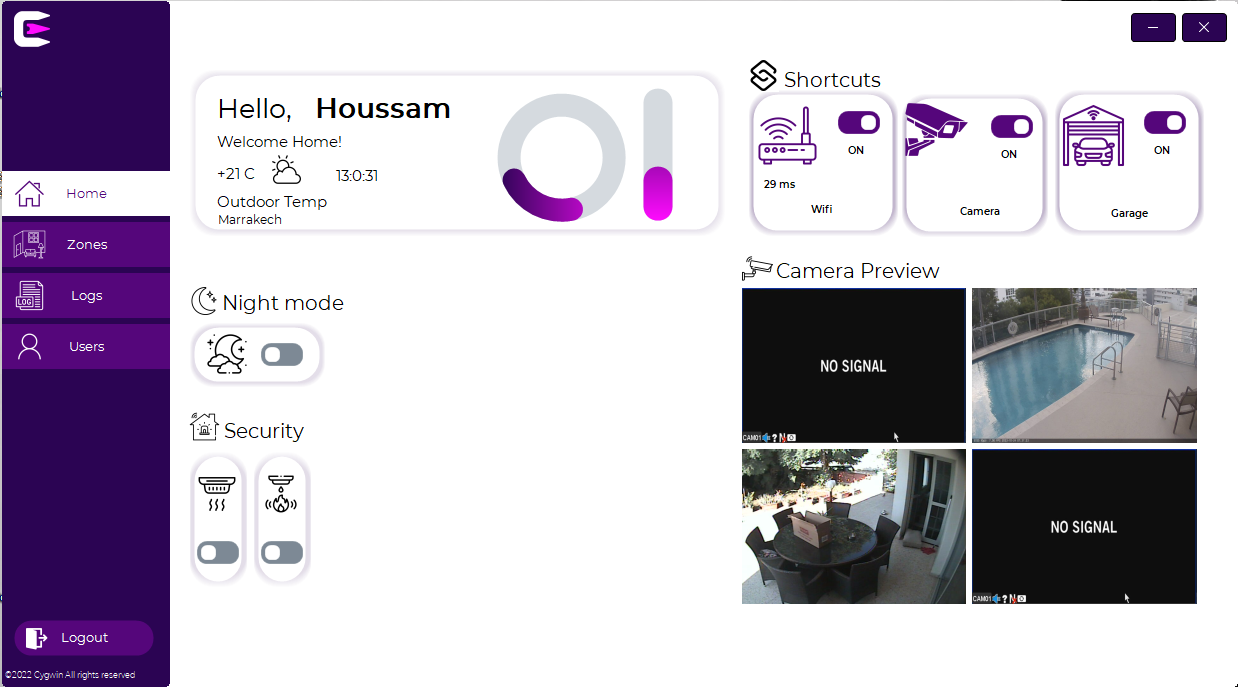 Hello, Houssam
Welcome Home!
+21 C
13:0:31
Outdoor Temp
Marrakech
Home
Zones
Logs
LOG
Users
Logout
©2022 Cygwin All rights reserved
Night mode
Security
Shortcuts
ON
29 ms
Wifi
ON
Camera
ON
Garage
Camera Preview
NO SIGNAL
CAM01
NO SIGNAL
CAM01